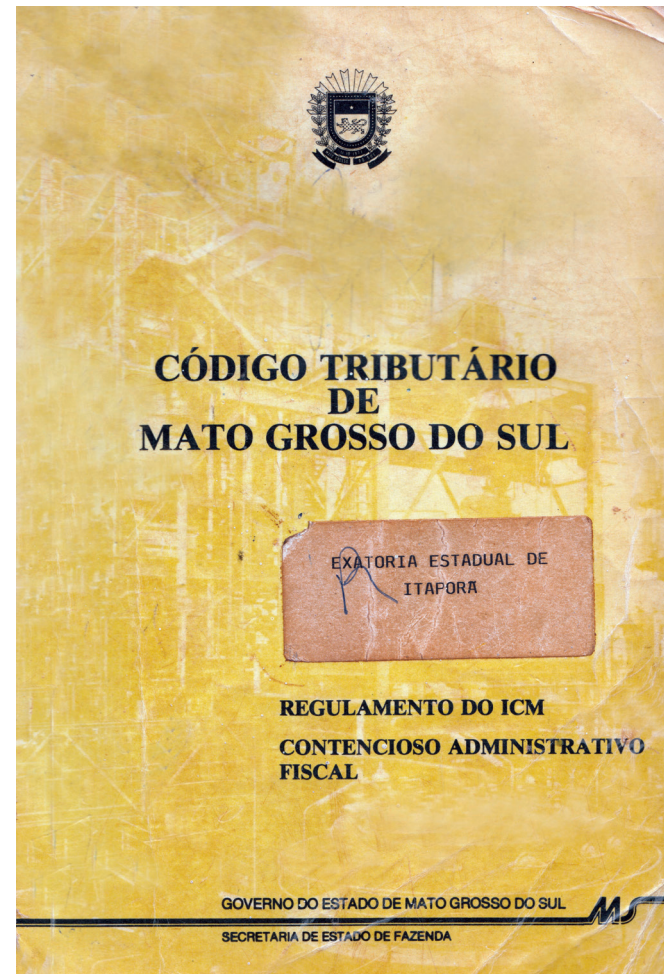 CÓDIGO TRIBUTÁRIO
DE
MATO GROSSO DO SUL
EXATORIA ESTADUAL DE
ITAPORÃ
REGULAMENTO DO ICM
CONTENCIOSO ADMINISTRATIVO
FISCAL
GOVERNO DO ESTADO DE MATO GROSSO DO SUL
MS
SECRETARIA DE ESTADO DE FAZENDA